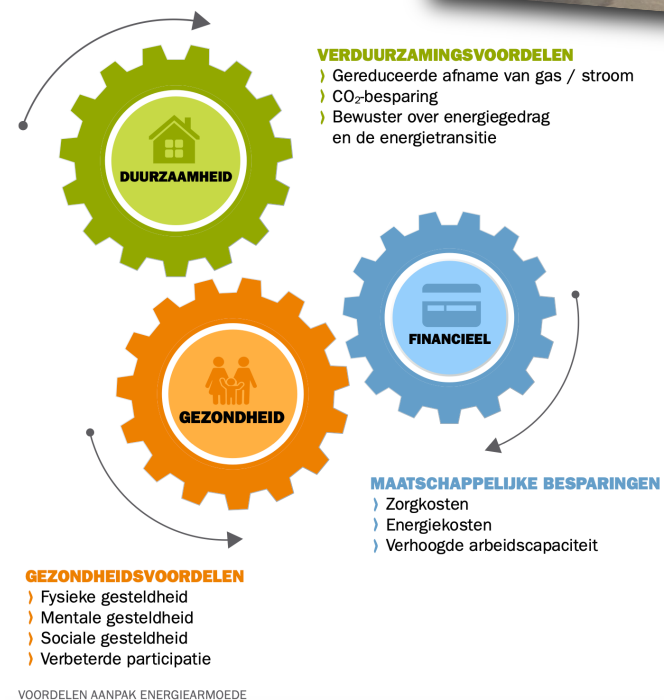 VERDUURZAMINGSVOORDELEN
⟩ Gereduceerde afname van gas / stroom
⟩ CO₂-besparing
⟩ Bewuster over energiegedrag
en de energietransitie
DUURZAAMHEID
FINANCIEEL
GEZONDHEID
MAATSCHAPPELIJKE BESPARINGEN
⟩ Zorgkosten
⟩ Energiekosten
⟩ Verhoogde arbeidscapaciteit
GEZONDHEIDSVOORDELEN
⟩ Fysieke gesteldheid
⟩ Mentale gesteldheid
⟩ Sociale gesteldheid
⟩ Verbeterde participatie
VOORDELEN AANPAK ENERGIEARMOEDE